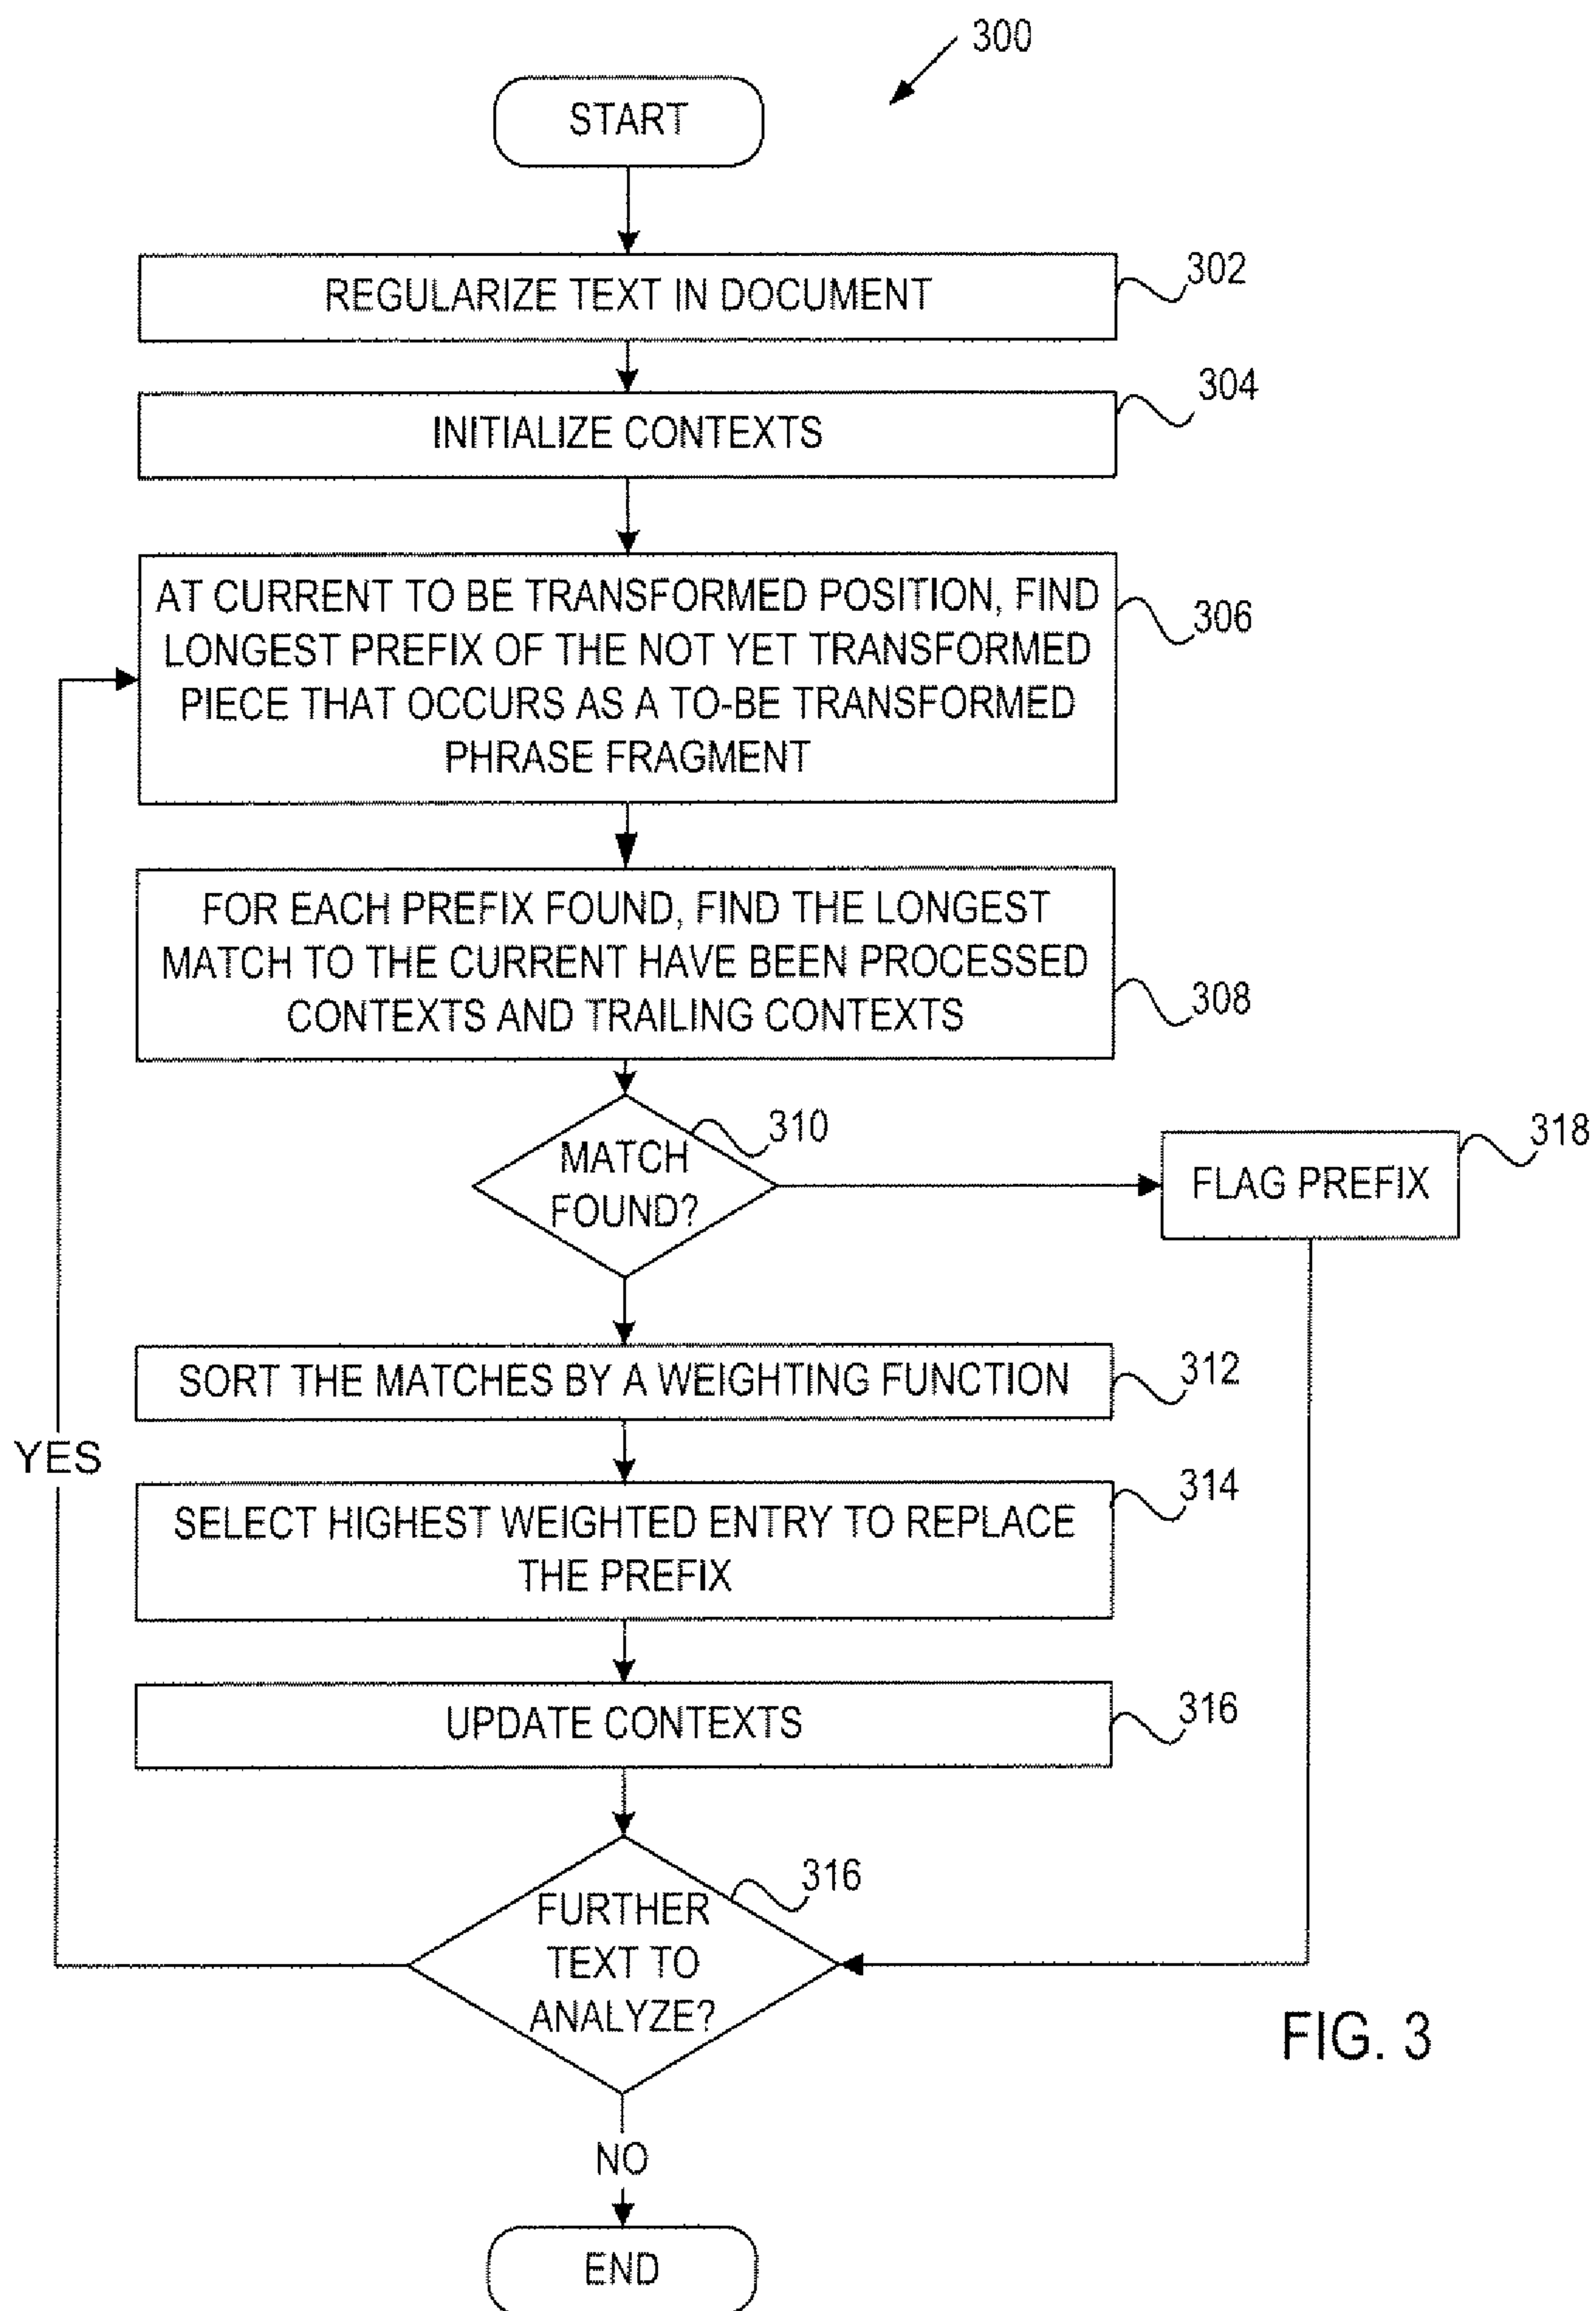 300
START
REGULARIZE TEXT IN DOCUMENT
302
INITIALIZE CONTEXTS
304
AT CURRENT TO BE TRANSFORMED POSITION, FIND
LONGEST PREFIX OF THE NOT YET TRANSFORMED
PIECE THAT OCCURS AS A TO-BE TRANSFORMED
PHRASE FRAGMENT
306
FOR EACH PREFIX FOUND, FIND THE LONGEST
MATCH TO THE CURRENT HAVE BEEN PROCESSED
CONTEXTS AND TRAILING CONTEXTS
308
MATCH
FOUND?
310
FLAG PREFIX
318
SORT THE MATCHES BY A WEIGHTING FUNCTION
312
YES
SELECT HIGHEST WEIGHTED ENTRY TO REPLACE
THE PREFIX
314
UPDATE CONTEXTS
316
FURTHER
TEXT TO
ANALYZE?
316
NO
END
FIG. 3